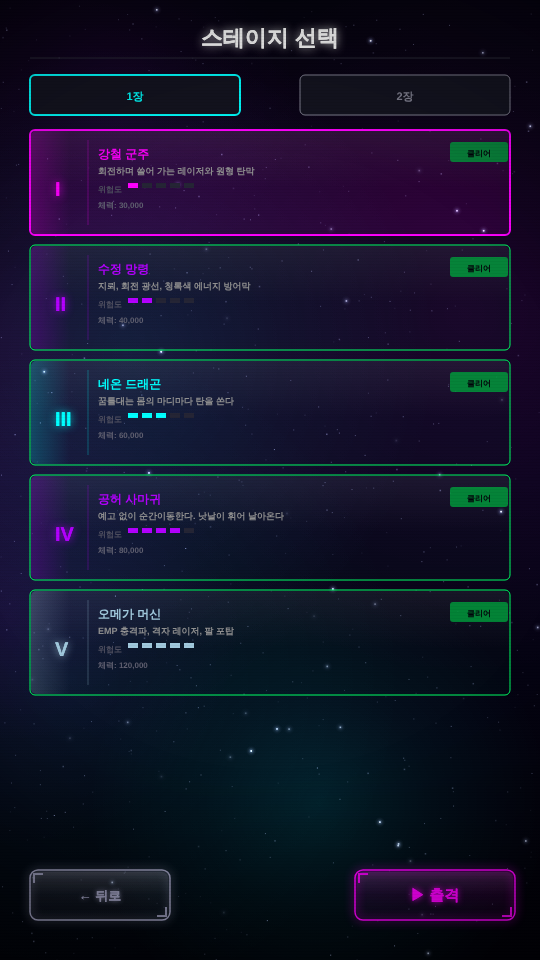 스테이지 선택
1장
2장
I
강철 군주
회전하며 쓸어 가는 레이저와 원형 탄막
위험도
체력: 30,000
클리어
II
수정 망령
지뢰, 회전 광선, 청록색 에너지 방어막
위험도
체력: 40,000
클리어
III
네온 드래곤
꿈틀대는 몸의 마디마다 탄을 쏜다
위험도
체력: 60,000
클리어
IV
공허 사마귀
예고 없이 순간이동한다. 낫날이 휘어 날아온다
위험도
체력: 80,000
클리어
V
오메가 머신
EMP 충격파, 격자 레이저, 팔 포탑
위험도
체력: 120,000
클리어
← 뒤로
▶ 출격